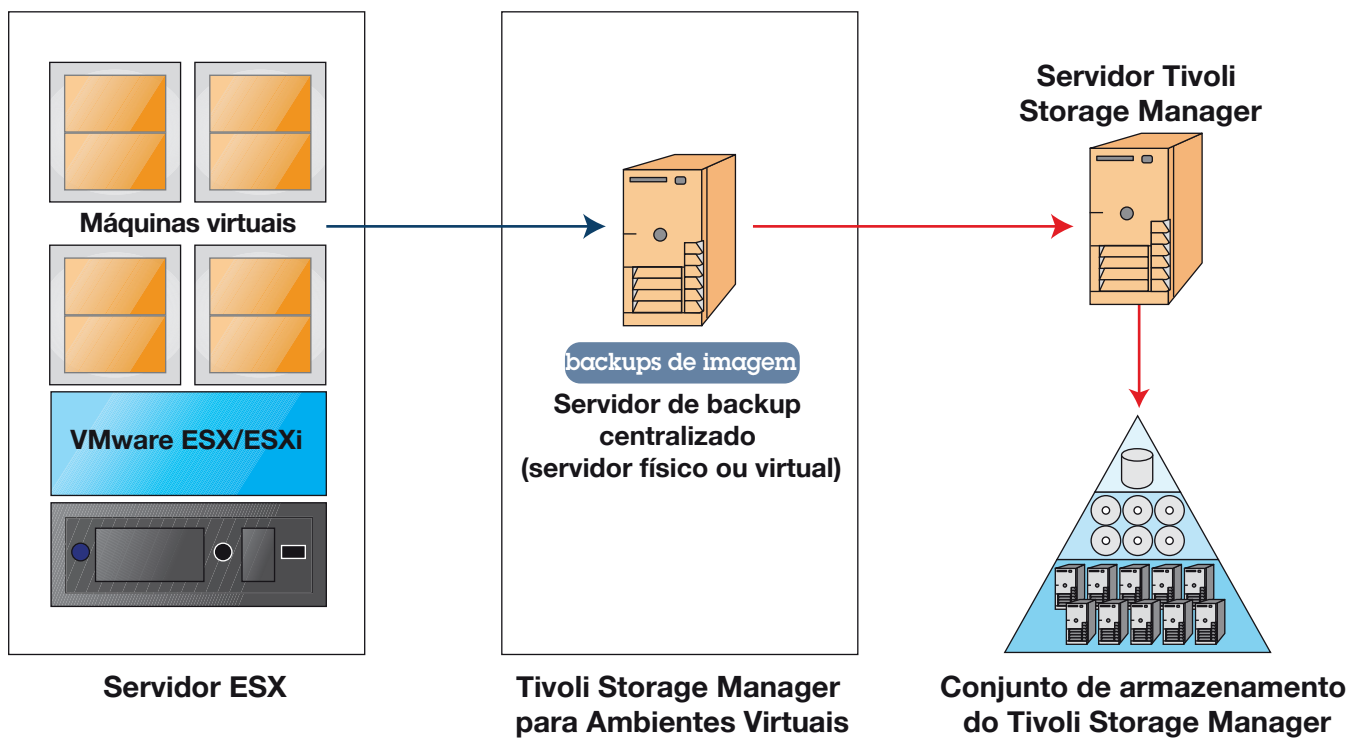 Máquinas virtuais
VMware ESX/ESXi
Servidor ESX
backups de imagem
Servidor de backup
centralizado
(servidor físico ou virtual)
Tivoli Storage Manager
para Ambientes Virtuais
Servidor Tivoli
Storage Manager
Conjunto de armazenamento
do Tivoli Storage Manager